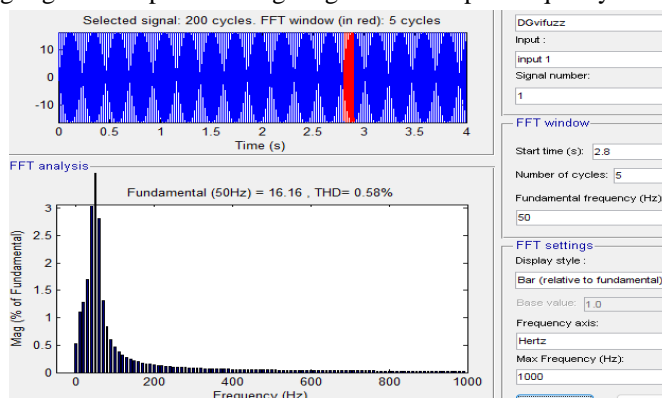 Selected signal: 200 cycles. FFT window (in red): 5 cycles
10
0
-10
0 0.5 1 1.5 2 2.5 3 3.5 4
Time (s)
FFT analysis
Fundamental (50Hz) = 16.16 , THD= 0.58%
3
2.5
2
1.5
1
0.5
0
Mag (% of Fundamental)
0 200 400 600 800 1000
Frequency (Hz)
DGvifuzz
Input :
input 1
Signal number:
1
FFT window
Start time (s): 2.8
Number of cycles: 5
Fundamental frequency (Hz)
50
FFT settings
Display style :
Bar (relative to fundamental)
Base value: 1.0
Frequency axis:
Hertz
Max Frequency (Hz):
1000